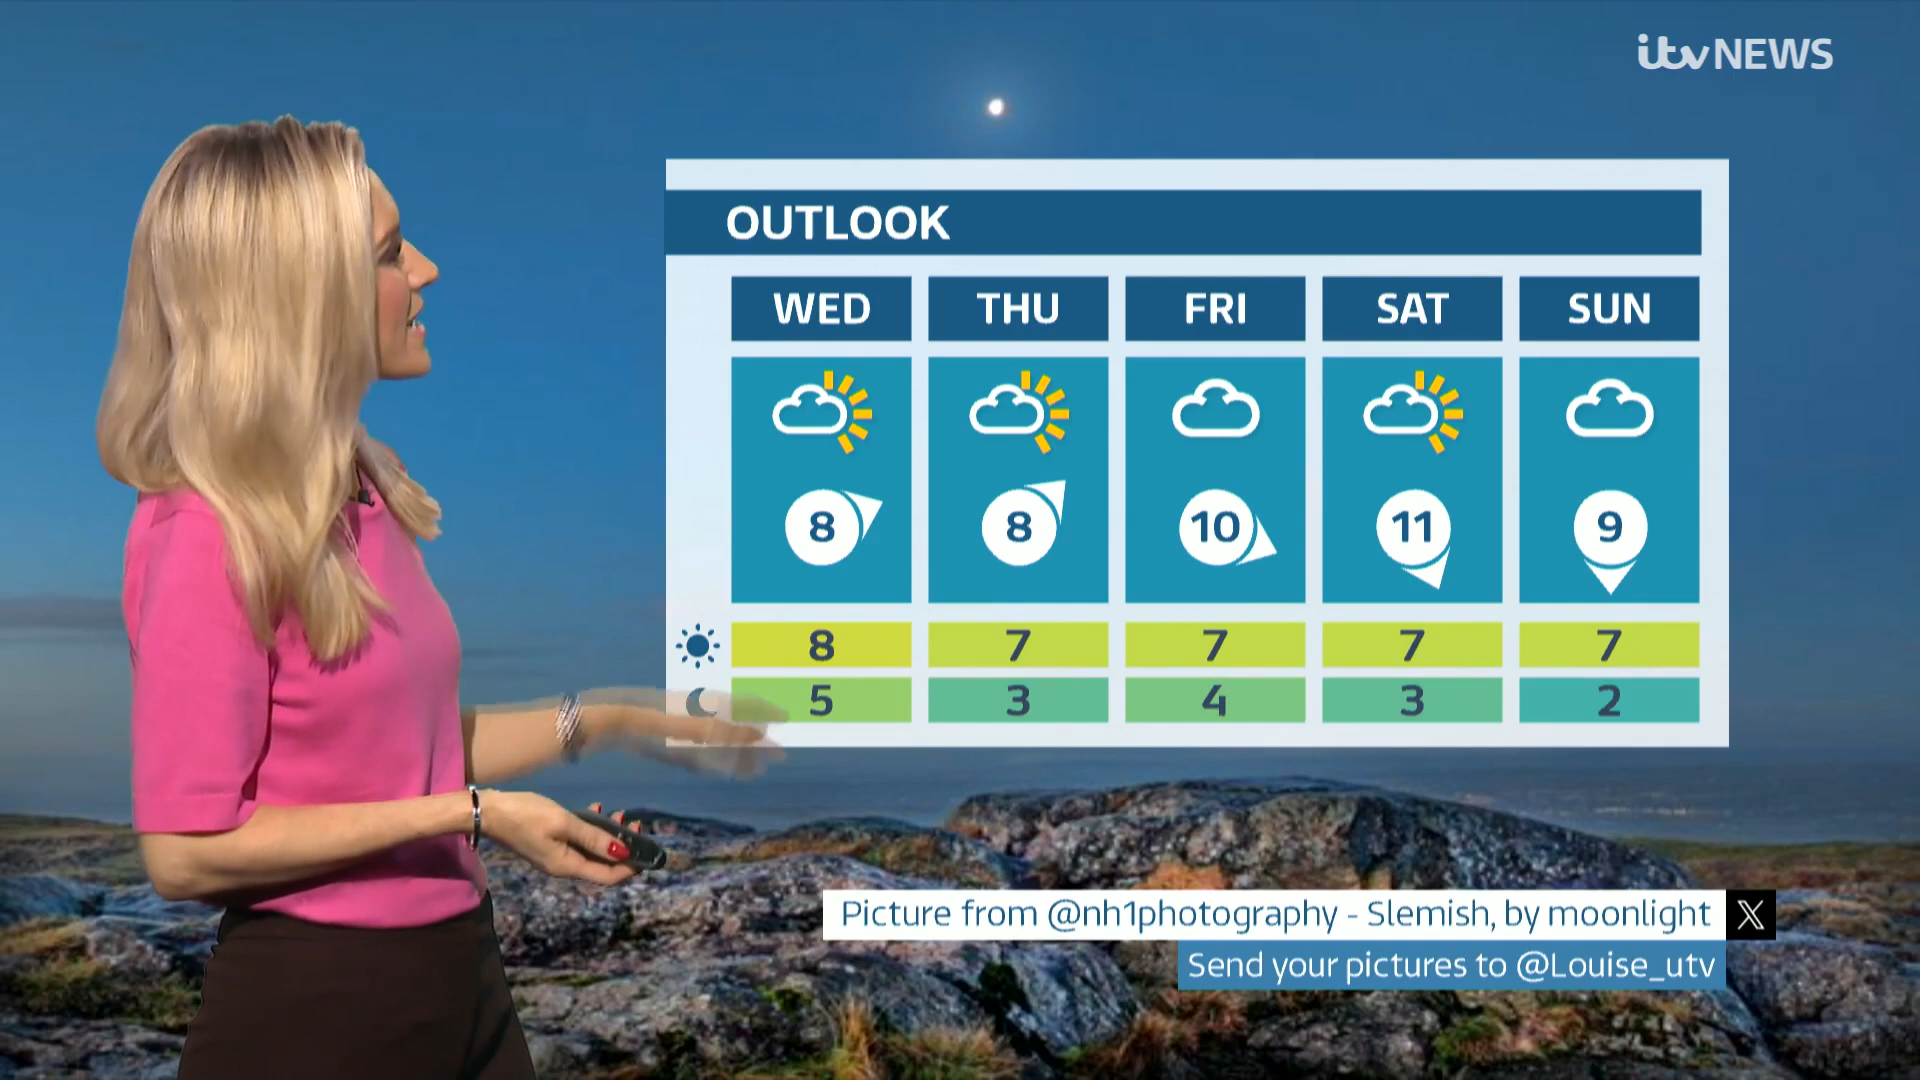 itv NEWS
OUTLOOK
WED THU FRI SAT SUN
8 8 10 11 9
8 7 7 7 7
5 3 4 3 2
Picture from @nh1photography - Slemish, by moonlight X
Send your pictures to @Louise_utv